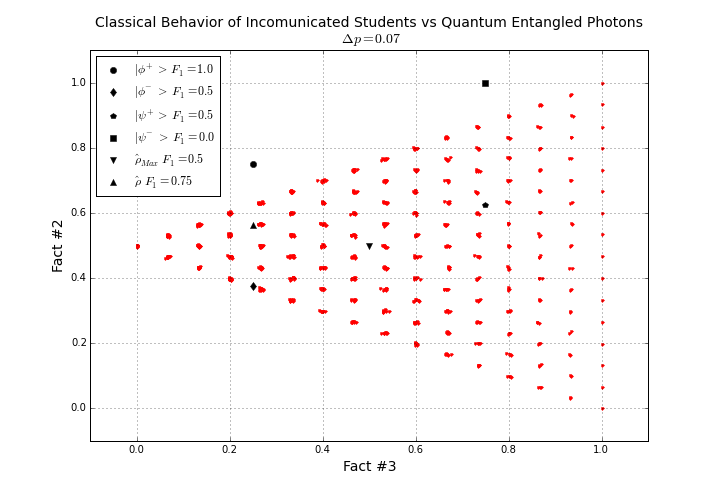 Classical Behavior of Incomunicated Students vs Quantum Entangled Photons
Δp=0.07
|ϕ⁺ > F₁=1.0
|ϕ⁻ > F₁=0.5
|ψ⁺ > F₁=0.5
|ψ⁻ > F₁=0.0
ρ̂_Max F₁=0.5
ρ̂ F₁=0.75
1.0
0.8
0.6
0.4
0.2
0.0
Fact #2
0.0 0.2 0.4 0.6 0.8 1.0
Fact #3